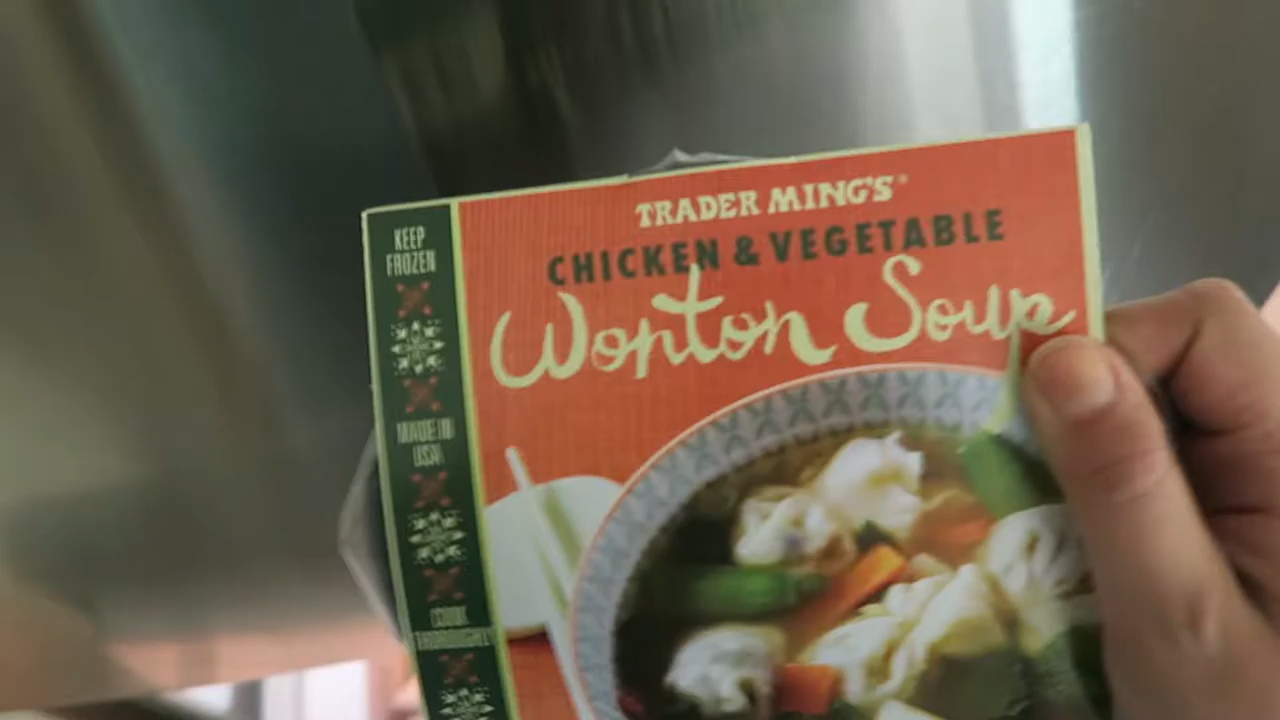 TRADER MING'S®
CHICKEN & VEGETABLE
Wonton Soup
KEEP
FROZEN
MADE IN
USA
COOK
THOROUGHLY